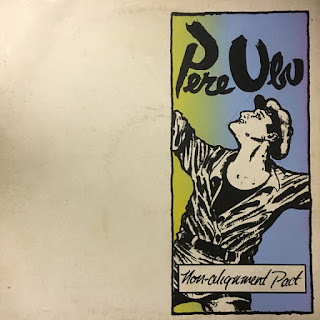 Pere Ubu
Non-alignment Pact